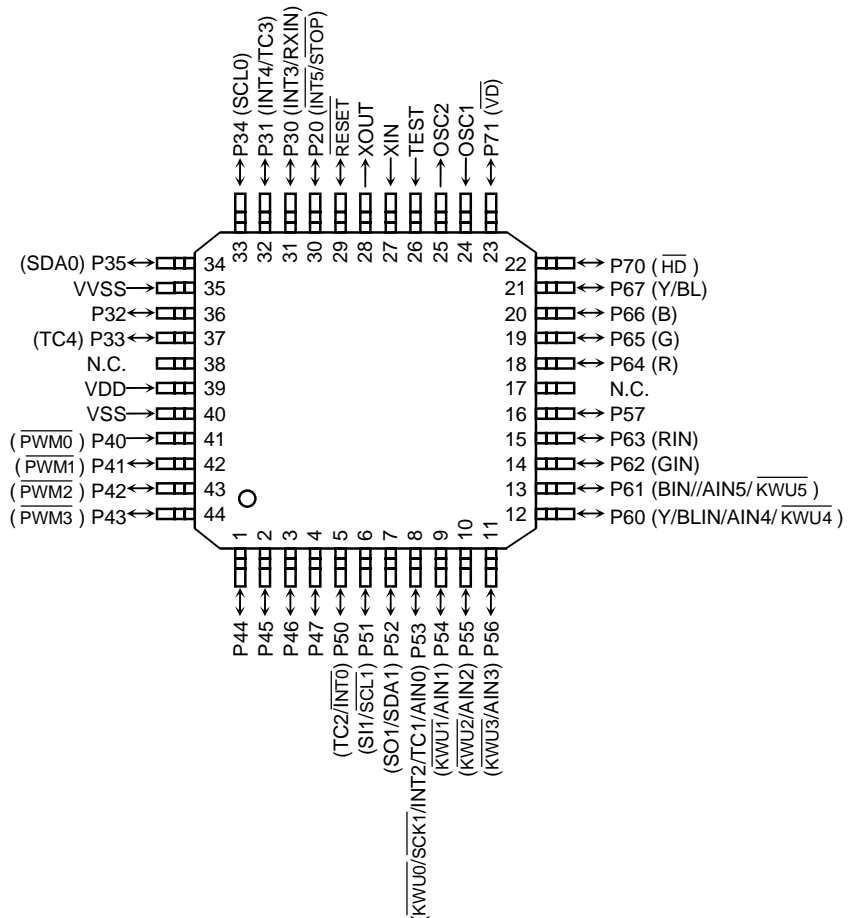 P34 (SCL0)
P31 (INT4/TC3)
P30 (INT3/RXIN)
P20 (INT5/STOP)
RESET
XOUT
XIN
TEST
OSC2
OSC1
P71 (VD)
33
32
31
30
29
28
27
26
25
24
23
(SDA0) P35
34
VVSS
35
P32
36
(TC4) P33
37
N.C.
38
VDD
39
VSS
40
(PWM0) P40
41
(PWM1) P41
42
(PWM2) P42
43
(PWM3) P43
44
22 P70 (HD)
21 P67 (Y/BL)
20 P66 (B)
19 P65 (G)
18 P64 (R)
17 N.C.
16 P57
15 P63 (RIN)
14 P62 (GIN)
13 P61 (BIN//AIN5/KWU5)
12 P60 (Y/BLIN/AIN4/KWU4)
1
2
3
4
5
6
7
8
9
10
11
P44
P45
P46
P47
(TC2/INT0) P50
(SI1/SCL1) P51
(SO1/SDA1) P52
(KWU0/SCK1/INT2/TC1/AIN0) P53
(KWU1/AIN1) P54
(KWU2/AIN2) P55
(KWU3/AIN3) P56